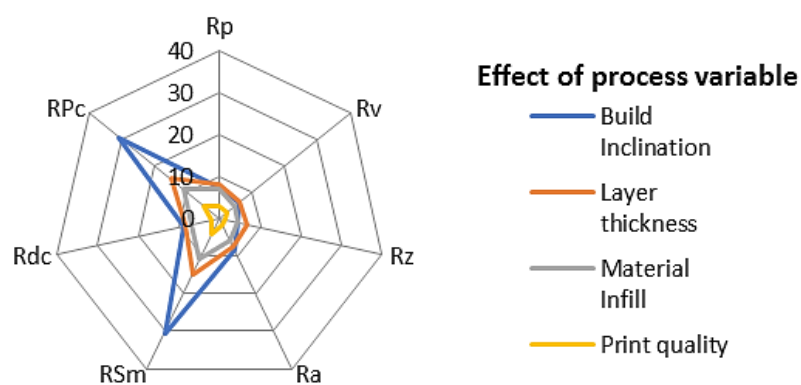 Rp
40
RPc
30
Rv
20
10
0
Rdc
Rz
RSm
Ra
Effect of process variable
Build
Inclination
Layer
thickness
Material
Infill
Print quality